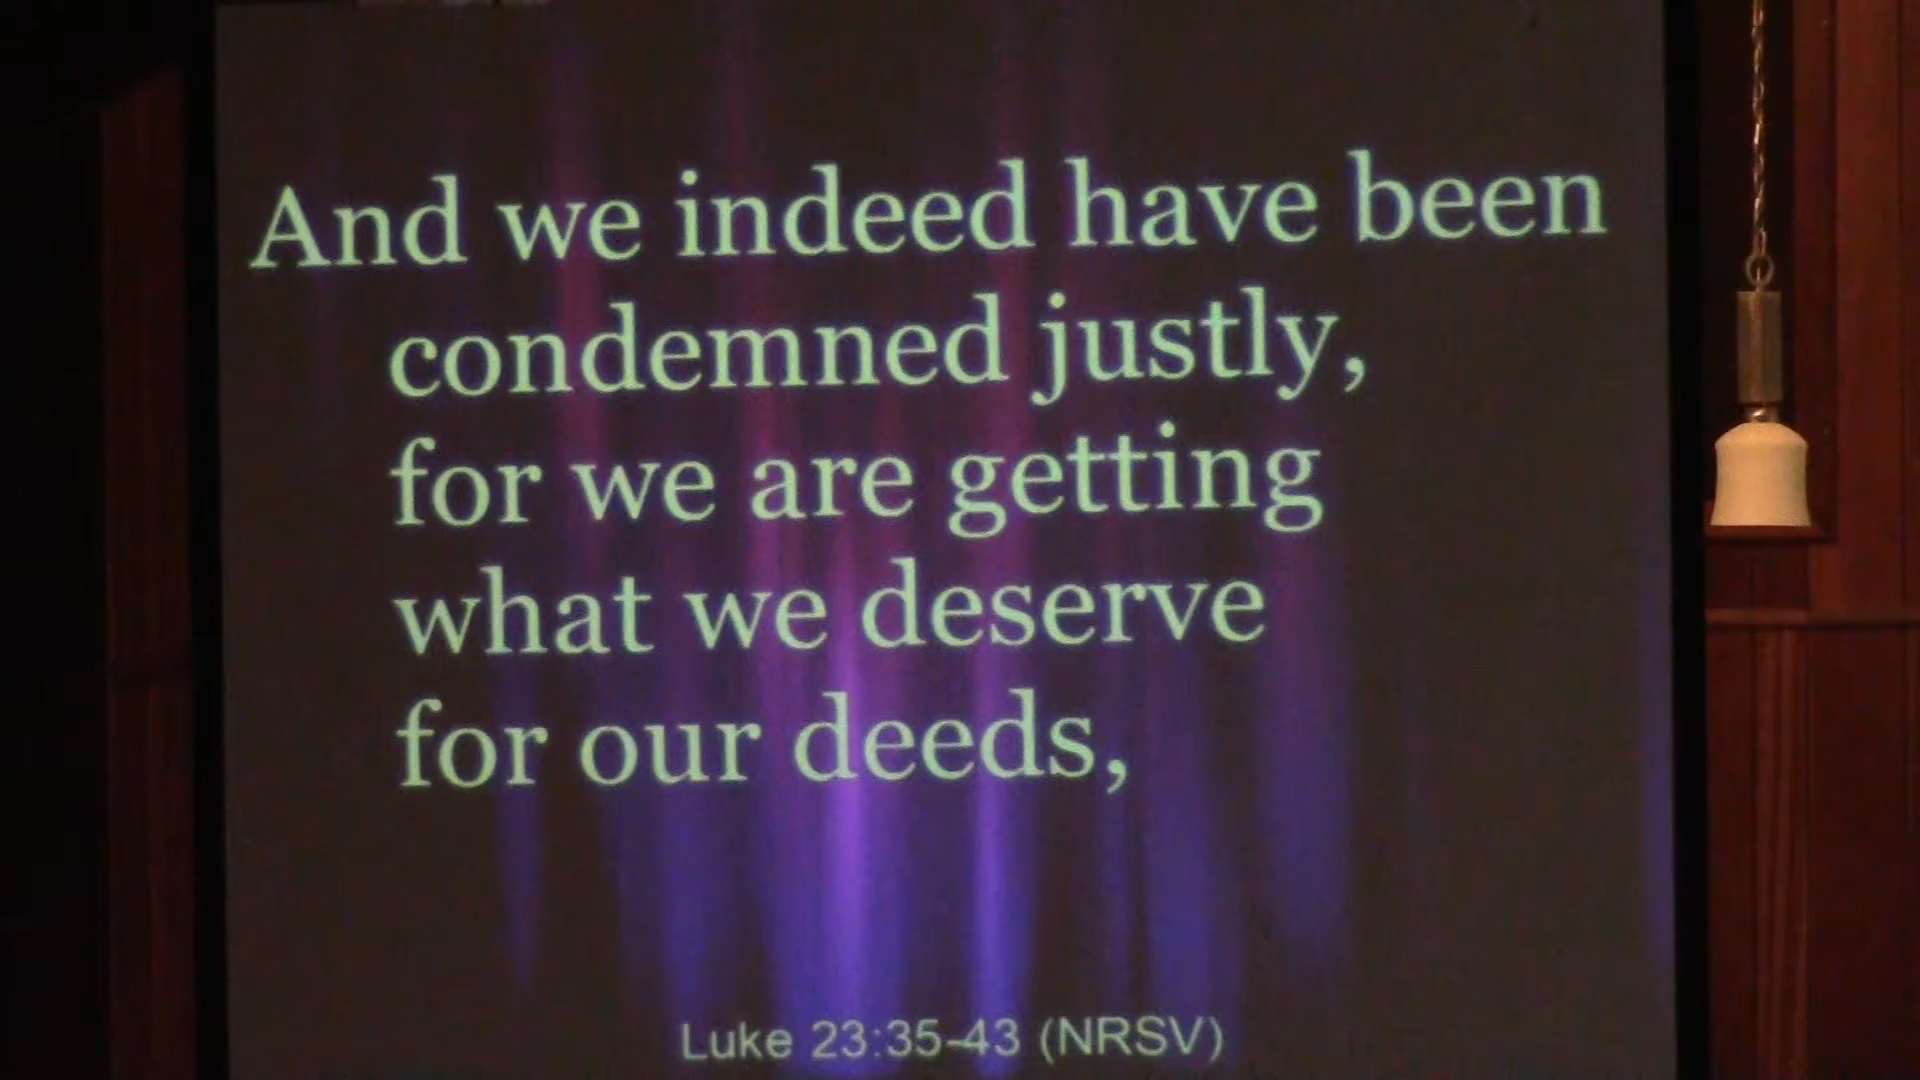 And we indeed have been
condemned justly,
for we are getting
what we deserve
for our deeds,
Luke 23:35-43 (NRSV)